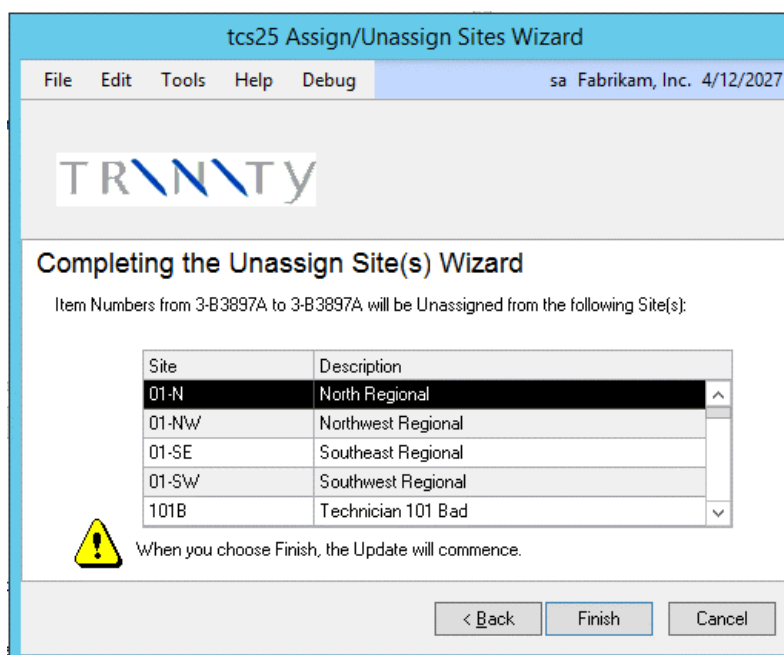 tcs25 Assign/Unassign Sites Wizard
File Edit Tools Help Debug sa Fabrikam, Inc. 4/12/2027
TRINITY
Completing the Unassign Site(s) Wizard
Item Numbers from 3-B3897A to 3-B3897A will be Unassigned from the following Site(s):
Site Description
01-N North Regional
01-NW Northwest Regional
01-SE Southeast Regional
01-SW Southwest Regional
101B Technician 101 Bad
When you choose Finish, the Update will commence.
< Back Finish Cancel